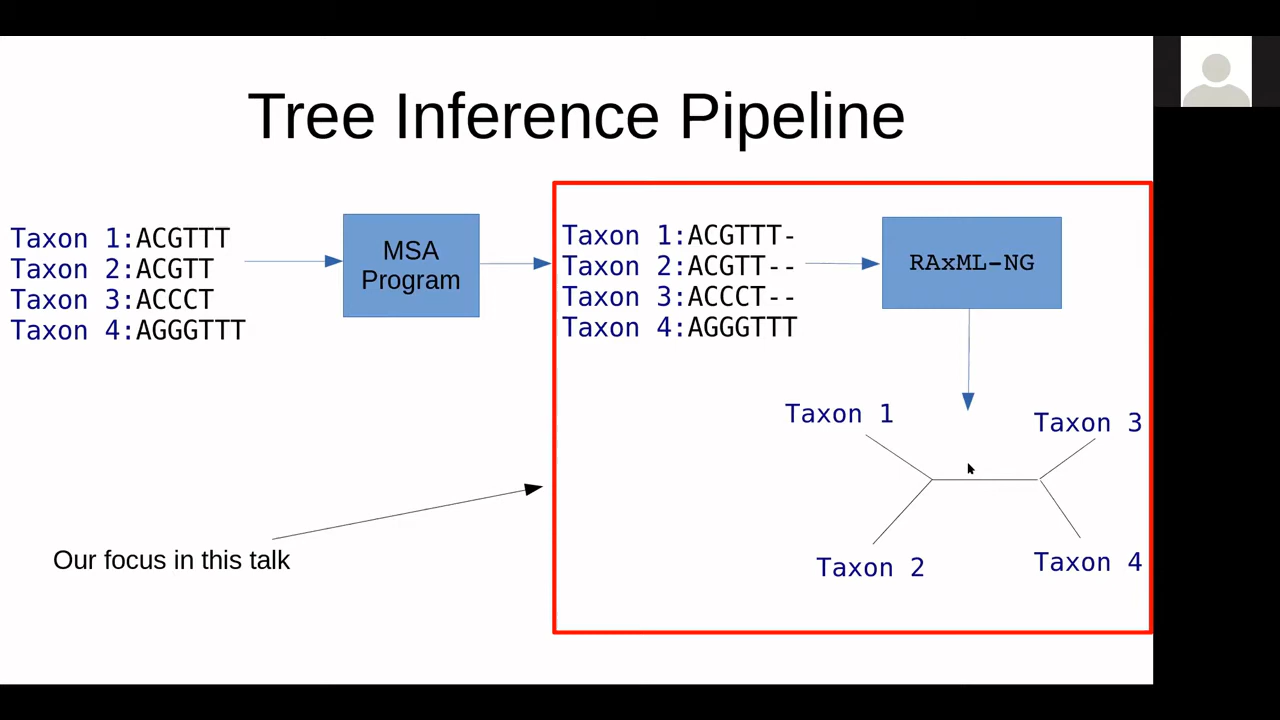 Tree Inference Pipeline
Taxon 1:ACGTTT
Taxon 2:ACGTT
Taxon 3:ACCCT
Taxon 4:AGGGTTT
MSA
Program
Taxon 1:ACGTTT-
Taxon 2:ACGTT--
Taxon 3:ACCCT--
Taxon 4:AGGGTTT
RAxML-NG
Taxon 1
Taxon 3
Taxon 2
Taxon 4
Our focus in this talk